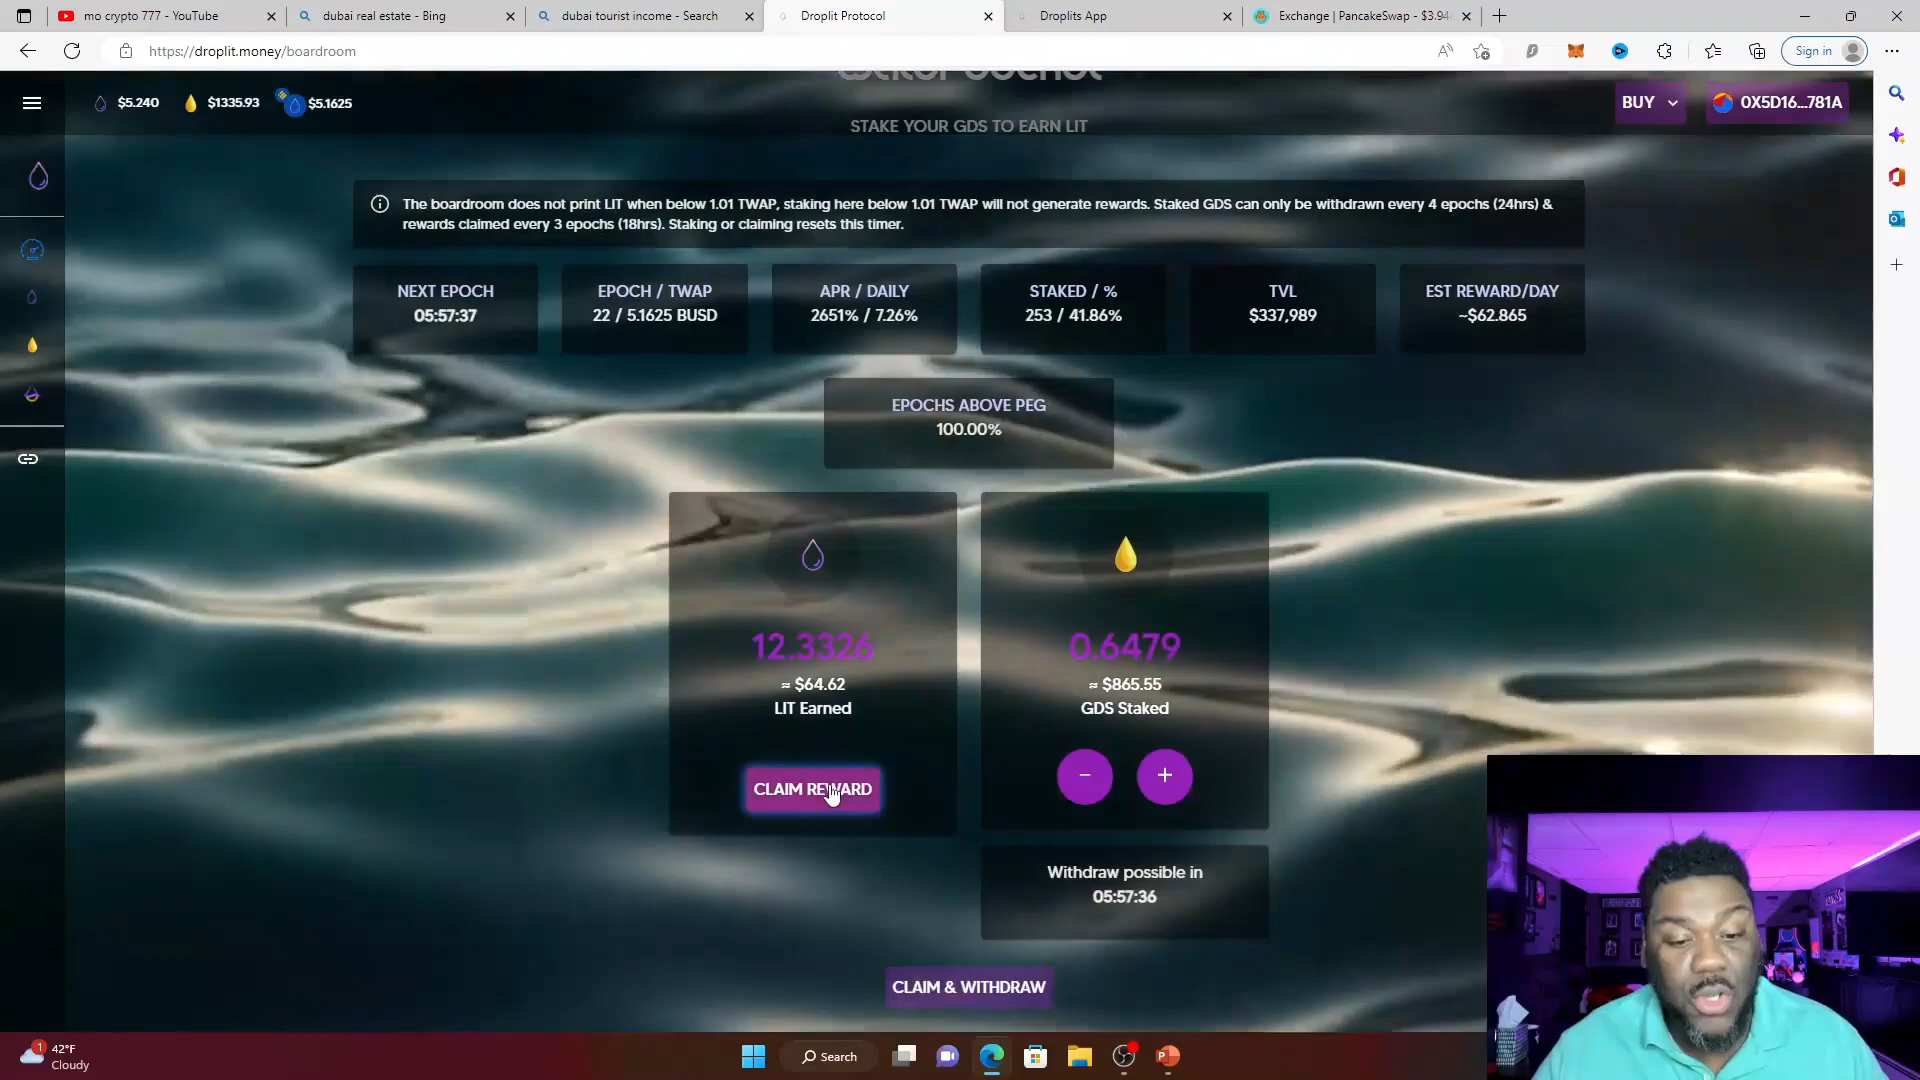 mo crypto 777 - YouTube
dubai real estate - Bing
dubai tourist income - Search
Droplit Protocol
Droplits App
Exchange | PancakeSwap - $3.94
https://droplit.money/boardroom
Sign in
$5.240
$1335.93
$5.1625
BUY
0X5D16...781A
STAKE YOUR GDS TO EARN LIT
The boardroom does not print LIT when below 1.01 TWAP, staking here below 1.01 TWAP will not generate rewards. Staked GDS can only be withdrawn every 4 epochs (24hrs) &
rewards claimed every 3 epochs (18hrs). Staking or claiming resets this timer.
NEXT EPOCH
05:57:37
EPOCH / TWAP
22 / 5.1625 BUSD
APR / DAILY
2651% / 7.26%
STAKED / %
253 / 41.86%
TVL
$337,989
EST REWARD/DAY
~$62.865
EPOCHS ABOVE PEG
100.00%
12.3326
≈ $64.62
LIT Earned
CLAIM REWARD
0.6479
≈ $865.55
GDS Staked
−
+
Withdraw possible in
05:57:36
CLAIM & WITHDRAW
1
42°F
Cloudy
Search